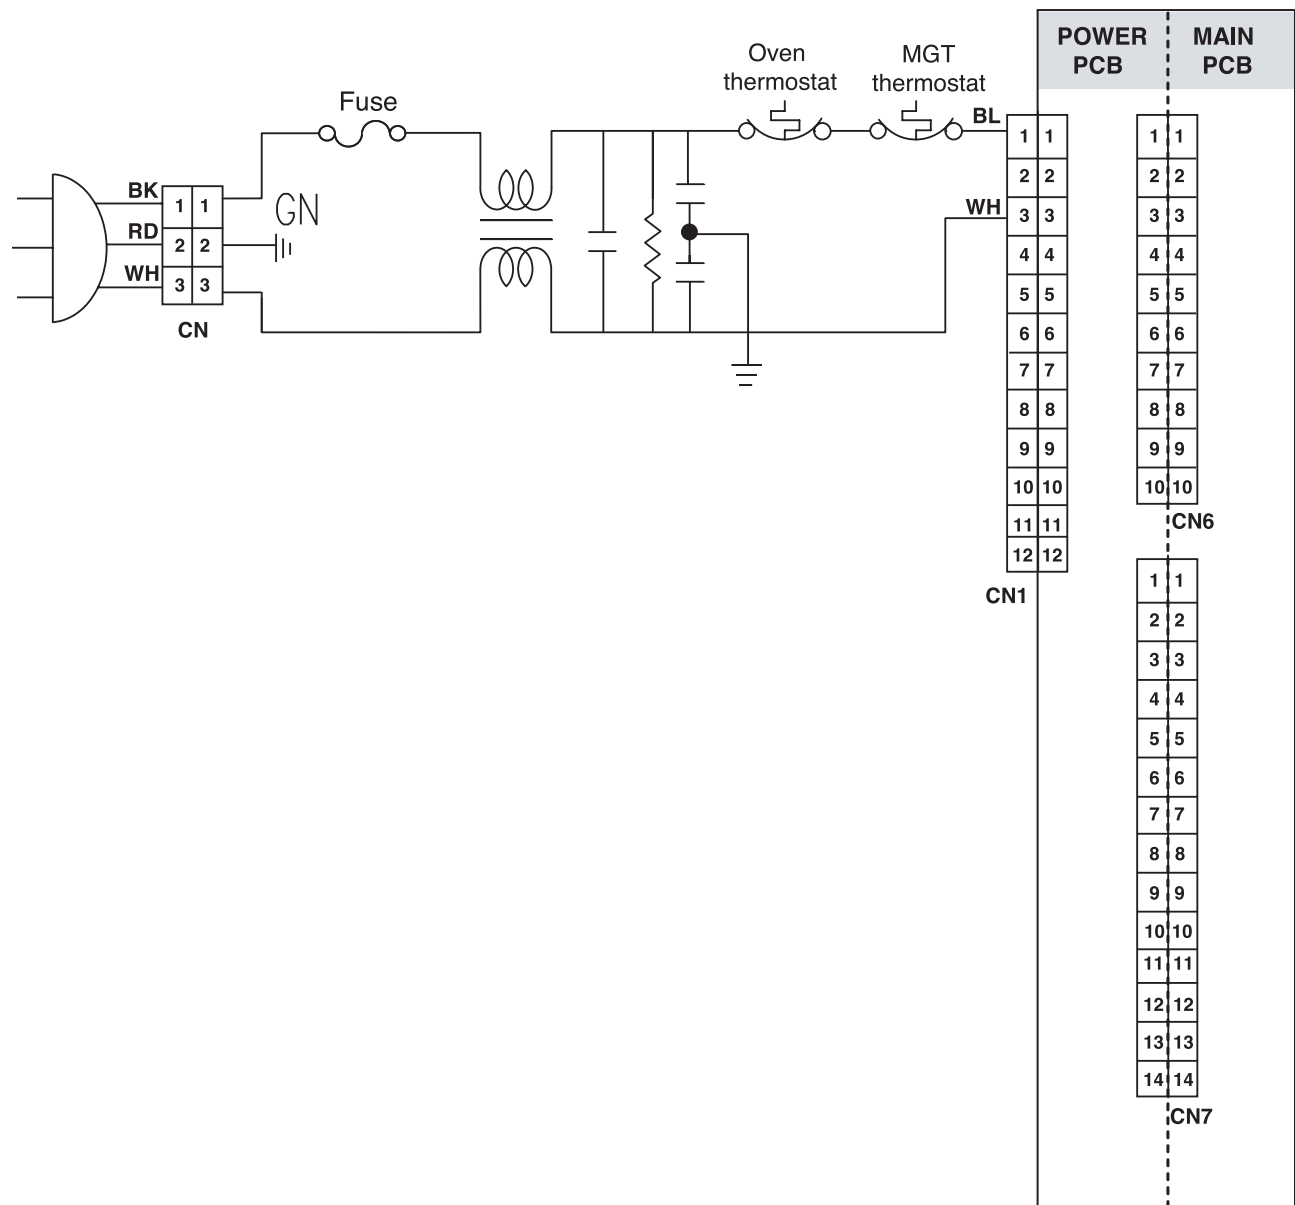 POWER PCB
MAIN PCB
Oven thermostat
MGT thermostat
Fuse
BL
WH
BK
RD
WH
GN
1 1
2 2
3 3
CN
1 1
2 2
3 3
4 4
5 5
6 6
7 7
8 8
9 9
10 10
11 11
12 12
CN1
1 1
2 2
3 3
4 4
5 5
6 6
7 7
8 8
9 9
10 10
CN6
1 1
2 2
3 3
4 4
5 5
6 6
7 7
8 8
9 9
10 10
11 11
12 12
13 13
14 14
CN7